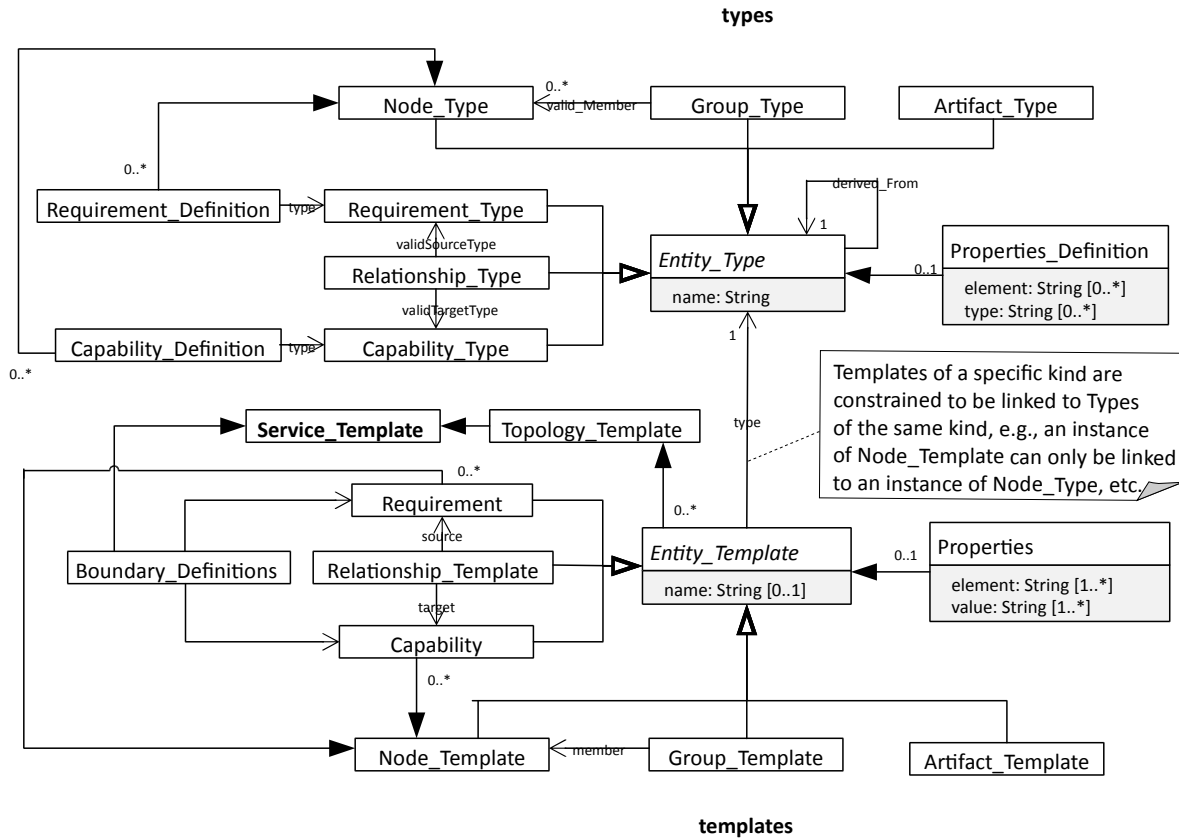 types
0..*
Node_Type
valid_Member
Group_Type
Artifact_Type
0..*
derived_From
Requirement_Definition
type
Requirement_Type
1
validSourceType
Entity_Type
name: String
Properties_Definition
element: String [0..*]
type: String [0..*]
0..1
Relationship_Type
validTargetType
Capability_Definition
type
Capability_Type
0..*
1
Templates of a specific kind are
constrained to be linked to Types
of the same kind, e.g., an instance
of Node_Template can only be linked
to an instance of Node_Type, etc.
type
Service_Template
Topology_Template
0..*
Requirement
0..*
source
Entity_Template
name: String [0..1]
0..1
Properties
element: String [1..*]
value: String [1..*]
Boundary_Definitions
Relationship_Template
target
Capability
0..*
Node_Template
member
Group_Template
Artifact_Template
templates